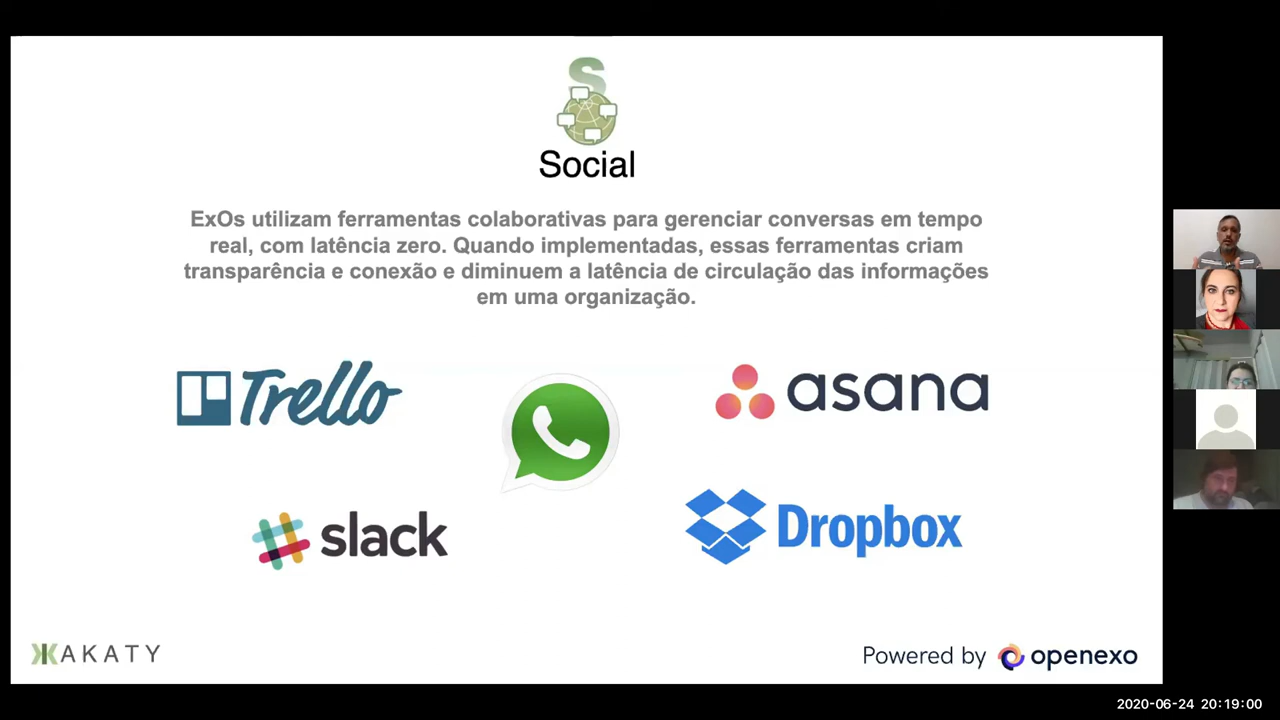 S
Social
ExOs utilizam ferramentas colaborativas para gerenciar conversas em tempo
real, com latência zero. Quando implementadas, essas ferramentas criam
transparência e conexão e diminuem a latência de circulação das informações
em uma organização.
Trello
asana
slack
Dropbox
KAKATY
Powered by openexo
2020-06-24 20:19:00